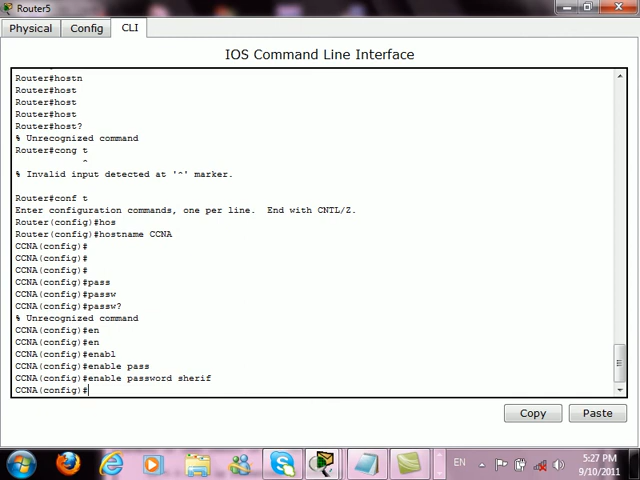 Router5
Physical Config CLI
IOS Command Line Interface
Router#hostn
Router#host
Router#host
Router#host
Router#host?
% Unrecognized command
Router#cong t
^
% Invalid input detected at '^' marker.
Router#conf t
Enter configuration commands, one per line. End with CNTL/Z.
Router(config)#hos
Router(config)#hostname CCNA
CCNA(config)#
CCNA(config)#
CCNA(config)#
CCNA(config)#pass
CCNA(config)#passw
CCNA(config)#passw?
% Unrecognized command
CCNA(config)#en
CCNA(config)#en
CCNA(config)#enabl
CCNA(config)#enable pass
CCNA(config)#enable password sherif
CCNA(config)#
Copy Paste
EN 5:27 PM
9/10/2011